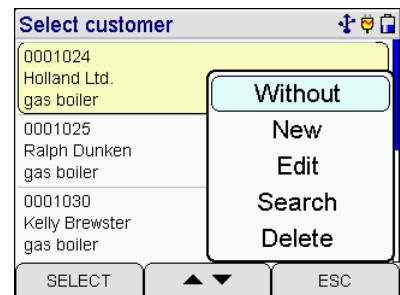 Select customer
0001024
Holland Ltd.
gas boiler
0001025
Ralph Dunken
gas boiler
0001030
Kelly Brewster
gas boiler
Without
New
Edit
Search
Delete
SELECT
ESC